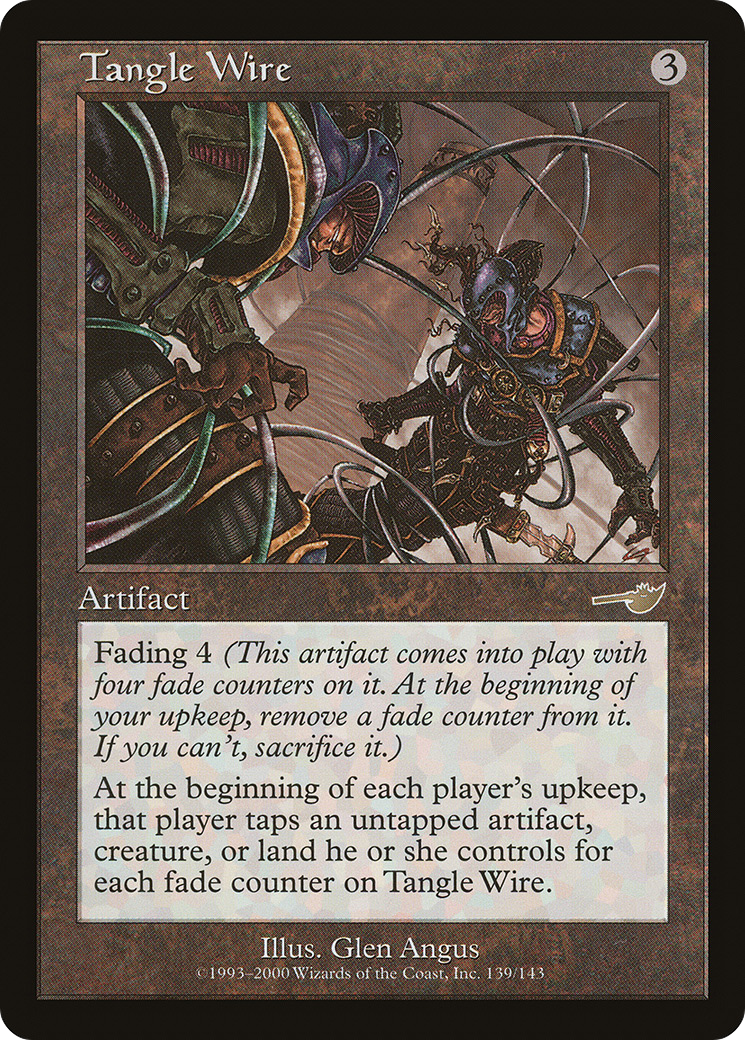 Tangle Wire
3
Artifact
Fading 4 (This artifact comes into play with
four fade counters on it. At the beginning of
your upkeep, remove a fade counter from it.
If you can't, sacrifice it.)
At the beginning of each player's upkeep,
that player taps an untapped artifact,
creature, or land he or she controls for
each fade counter on Tangle Wire.
Illus. Glen Angus
©1993–2000 Wizards of the Coast, Inc. 139/143